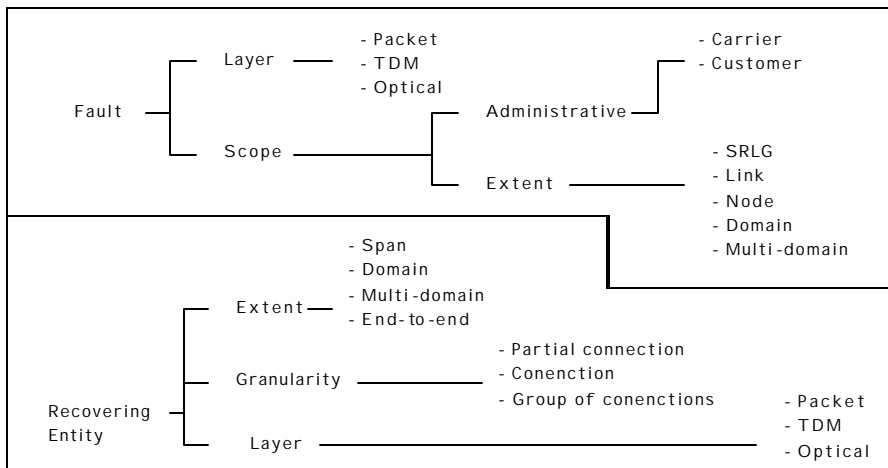 Fault
Layer
- Packet
- TDM
- Optical
Scope
Administrative
- Carrier
- Customer
Extent
- SRLG
- Link
- Node
- Domain
- Multi-domain
Recovering
Entity
Extent
- Span
- Domain
- Multi-domain
- End-to-end
Granularity
- Partial connection
- Conenction
- Group of conenctions
Layer
- Packet
- TDM
- Optical